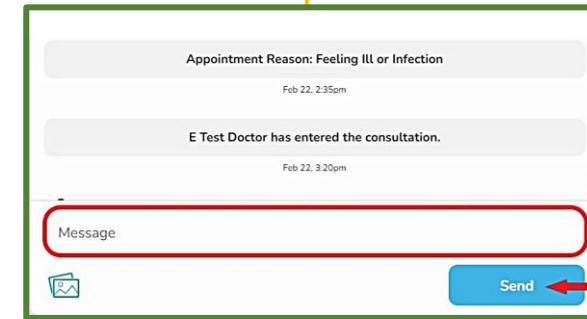 Appointment Reason: Feeling Ill or Infection
Feb 22, 2:35pm
E Test Doctor has entered the consultation.
Feb 22, 3:20pm
Message
Send